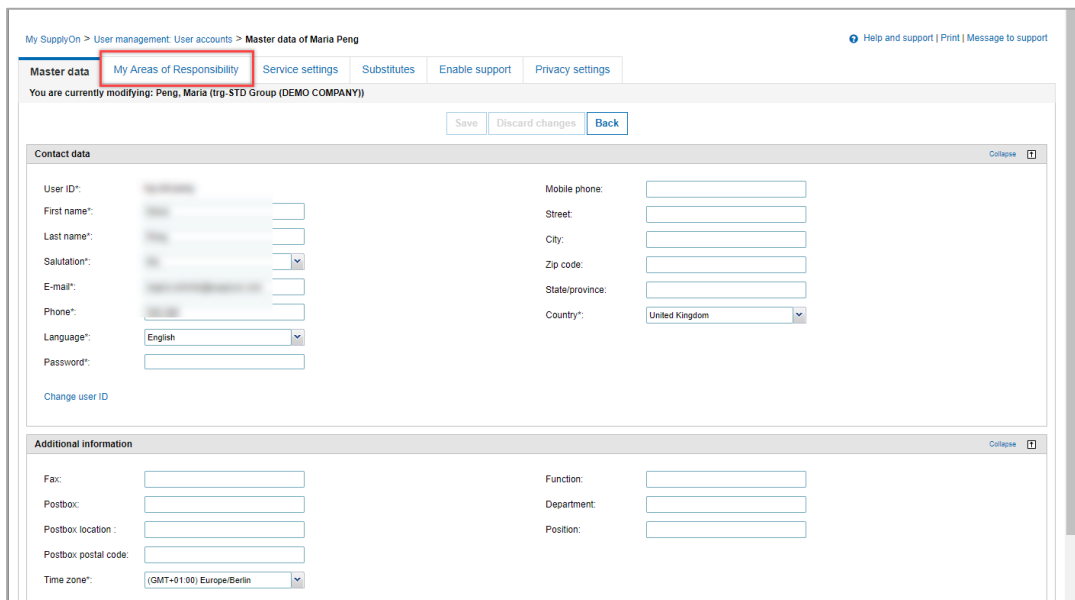 My SupplyOn > User management: User accounts > Master data of Maria Peng
Help and support | Print | Message to support
Master data My Areas of Responsibility Service settings Substitutes Enable support Privacy settings
You are currently modifying: Peng, Maria (trg-STD Group (DEMO COMPANY))
Save Discard changes Back
Contact data Collapse
User ID*: Mobile phone:
First name*: Street:
Last name*: City:
Salutation*: Zip code:
E-mail*: State/province:
Phone*: Country*: United Kingdom
Language*: English
Password*:
Change user ID
Additional information Collapse
Fax: Function:
Postbox: Department:
Postbox location : Position:
Postbox postal code:
Time zone*: (GMT+01:00) Europe/Berlin